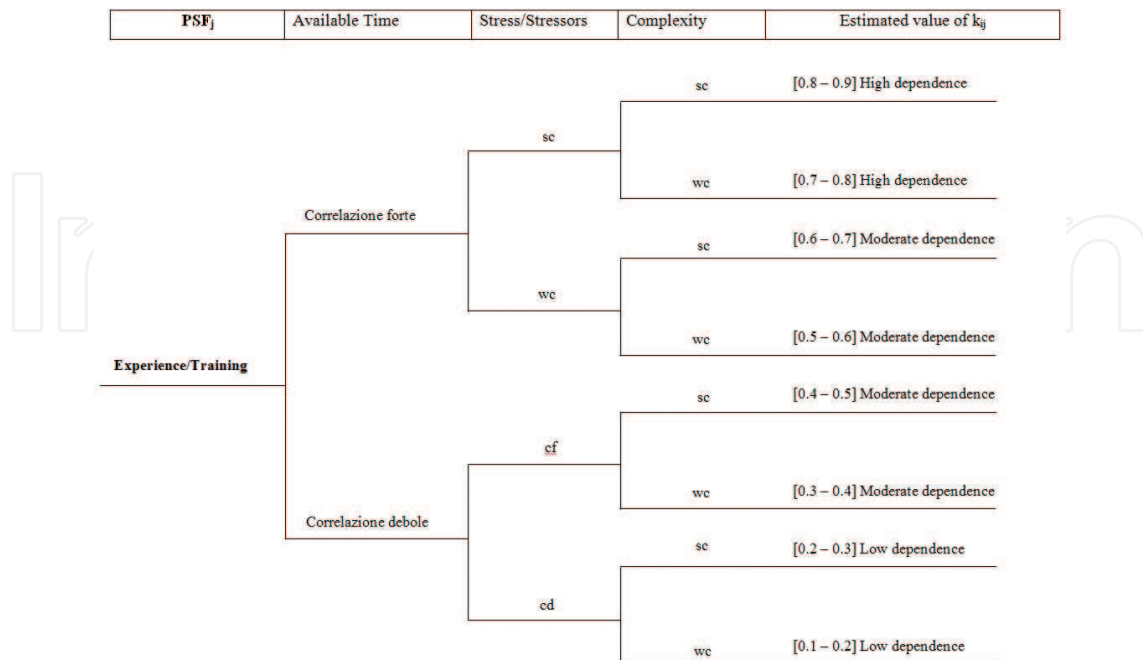 PSFj Available Time Stress/Stressors Complexity Estimated value of kij
sc [0.8 – 0.9] High dependence
sc
wc [0.7 – 0.8] High dependence
Correlazione forte
sc [0.6 – 0.7] Moderate dependence
wc
wc [0.5 – 0.6] Moderate dependence
Experience/Training
sc [0.4 – 0.5] Moderate dependence
cf
wc [0.3 – 0.4] Moderate dependence
Correlazione debole
sc [0.2 – 0.3] Low dependence
cd
wc [0.1 – 0.2] Low dependence